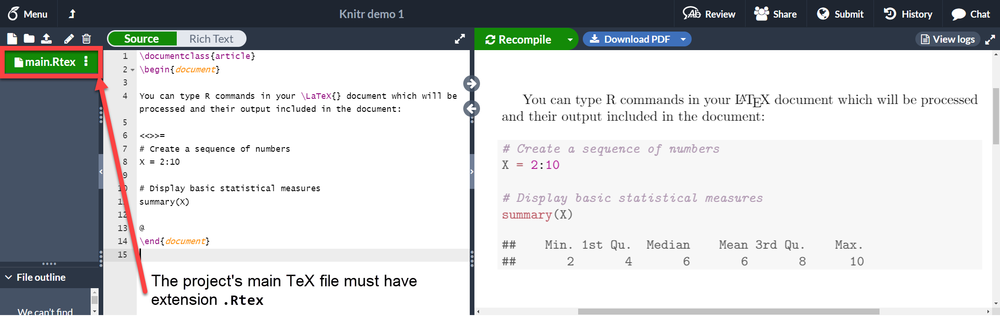 Menu
Knitr demo 1
Review
Share
Submit
History
Chat
Source
Rich Text
Recompile
Download PDF
View logs
main.Rtex
1 \documentclass{article}
2 \begin{document}
3
4 You can type R commands in your \LaTeX{} document which will be
processed and their output included in the document:
5
6 <<>>=
7 # Create a sequence of numbers
8 X = 2:10
9
10 # Display basic statistical measures
11 summary(X)
12
13 @
14 \end{document}
15
The project's main TeX file must have
extension .Rtex
File outline
We can't find
You can type R commands in your LATEX document which will be processed
and their output included in the document:
# Create a sequence of numbers
X = 2:10
# Display basic statistical measures
summary(X)
## Min. 1st Qu. Median Mean 3rd Qu. Max.
## 2 4 6 6 8 10